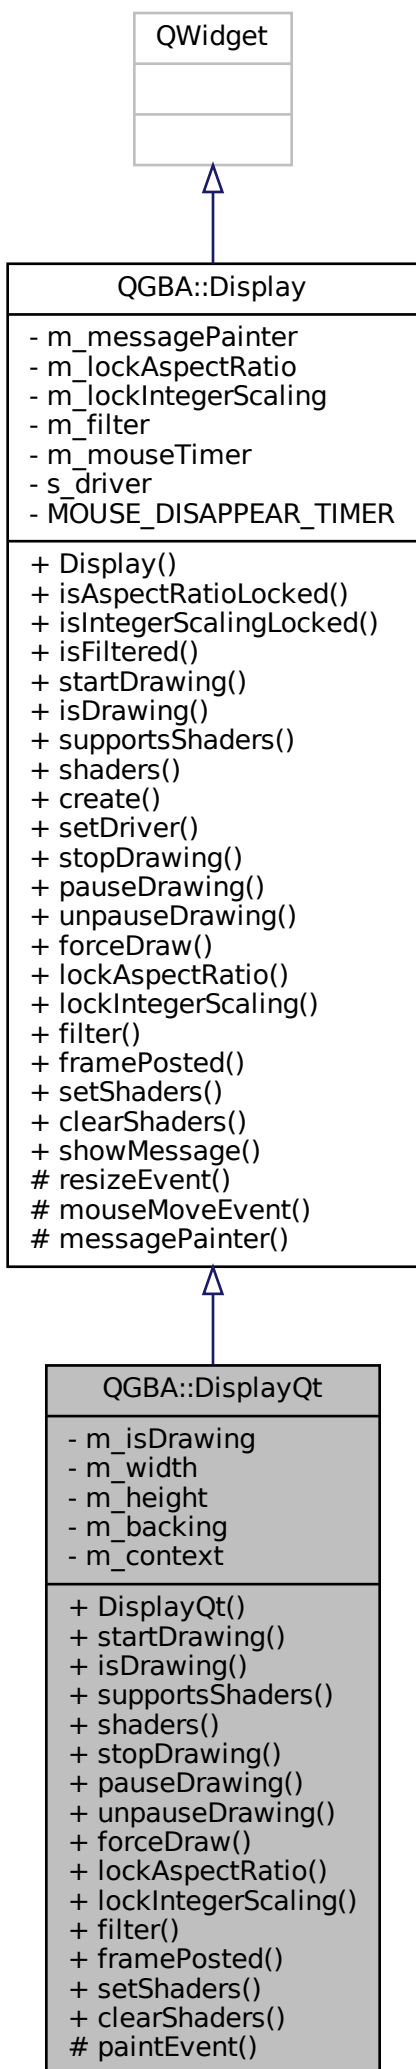 QWidget
QGBA::Display
- m_messagePainter
- m_lockAspectRatio
- m_lockIntegerScaling
- m_filter
- m_mouseTimer
- s_driver
- MOUSE_DISAPPEAR_TIMER
+ Display()
+ isAspectRatioLocked()
+ isIntegerScalingLocked()
+ isFiltered()
+ startDrawing()
+ isDrawing()
+ supportsShaders()
+ shaders()
+ create()
+ setDriver()
+ stopDrawing()
+ pauseDrawing()
+ unpauseDrawing()
+ forceDraw()
+ lockAspectRatio()
+ lockIntegerScaling()
+ filter()
+ framePosted()
+ setShaders()
+ clearShaders()
+ showMessage()
# resizeEvent()
# mouseMoveEvent()
# messagePainter()
QGBA::DisplayQt
- m_isDrawing
- m_width
- m_height
- m_backing
- m_context
+ DisplayQt()
+ startDrawing()
+ isDrawing()
+ supportsShaders()
+ shaders()
+ stopDrawing()
+ pauseDrawing()
+ unpauseDrawing()
+ forceDraw()
+ lockAspectRatio()
+ lockIntegerScaling()
+ filter()
+ framePosted()
+ setShaders()
+ clearShaders()
# paintEvent()